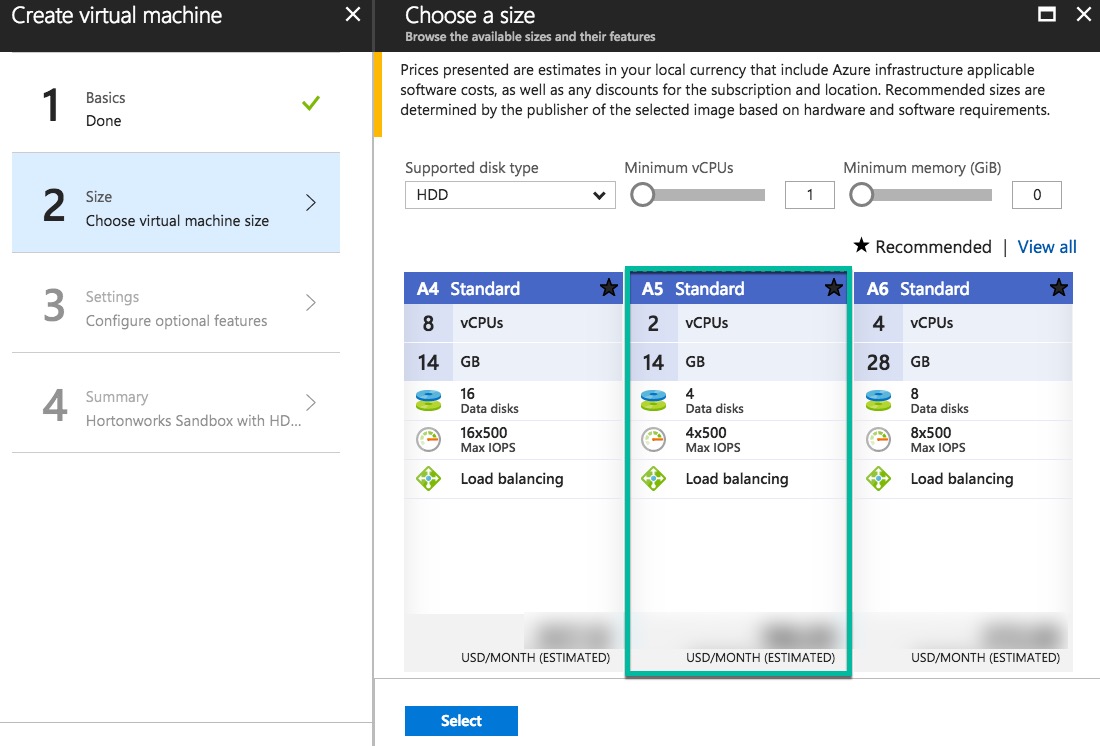 Create virtual machine
1
Basics
Done
2
Size
Choose virtual machine size
3
Settings
Configure optional features
4
Summary
Hortonworks Sandbox with HD...
Choose a size
Browse the available sizes and their features
Prices presented are estimates in your local currency that include Azure infrastructure applicable
software costs, as well as any discounts for the subscription and location. Recommended sizes are
determined by the publisher of the selected image based on hardware and software requirements.
Supported disk type
HDD
Minimum vCPUs
1
Minimum memory (GiB)
0
★ Recommended | View all
A4 Standard
8 vCPUs
14 GB
16
Data disks
16x500
Max IOPS
Load balancing
USD/MONTH (ESTIMATED)
A5 Standard
2 vCPUs
14 GB
4
Data disks
4x500
Max IOPS
Load balancing
USD/MONTH (ESTIMATED)
A6 Standard
4 vCPUs
28 GB
8
Data disks
8x500
Max IOPS
Load balancing
USD/MONTH (ESTIMATED)
Select